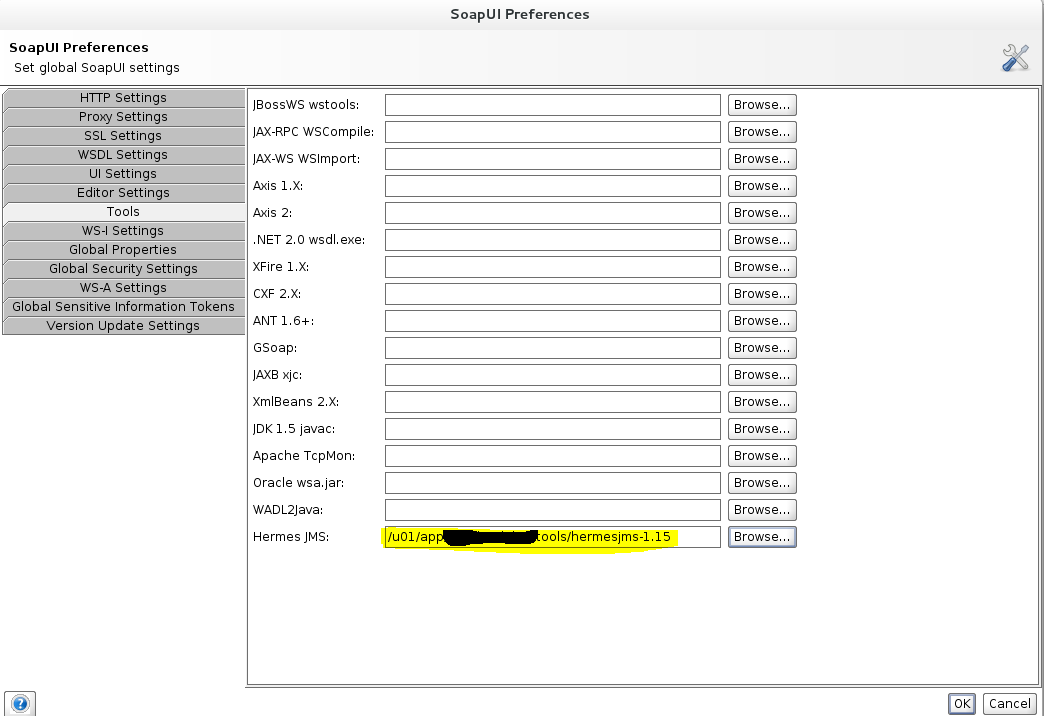 SoapUI Preferences
SoapUI Preferences
Set global SoapUI settings
HTTP Settings
Proxy Settings
SSL Settings
WSDL Settings
UI Settings
Editor Settings
Tools
WS-I Settings
Global Properties
Global Security Settings
WS-A Settings
Global Sensitive Information Tokens
Version Update Settings
JBossWS wstools: Browse...
JAX-RPC WSCompile: Browse...
JAX-WS WSImport: Browse...
Axis 1.X: Browse...
Axis 2: Browse...
.NET 2.0 wsdl.exe: Browse...
XFire 1.X: Browse...
CXF 2.X: Browse...
ANT 1.6+: Browse...
GSoap: Browse...
JAXB xjc: Browse...
XmlBeans 2.X: Browse...
JDK 1.5 javac: Browse...
Apache TcpMon: Browse...
Oracle wsa.jar: Browse...
WADL2Java: Browse...
Hermes JMS: /u01/app tools/hermesjms-1.15 Browse...
OK Cancel